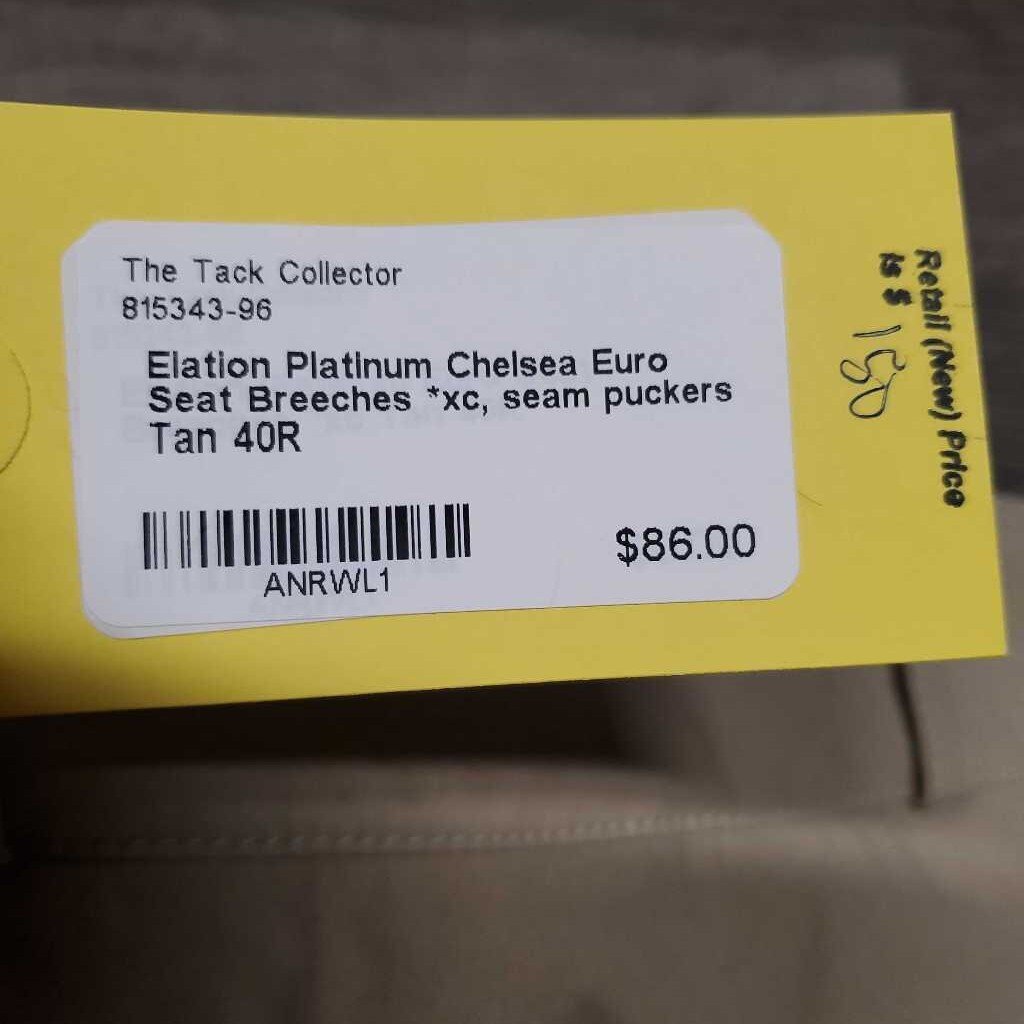 The Tack Collector
815343-96
Elation Platinum Chelsea Euro
Seat Breeches *xc, seam puckers
Tan 40R
ANRWL1
$86.00
Retail (New) Price
is $